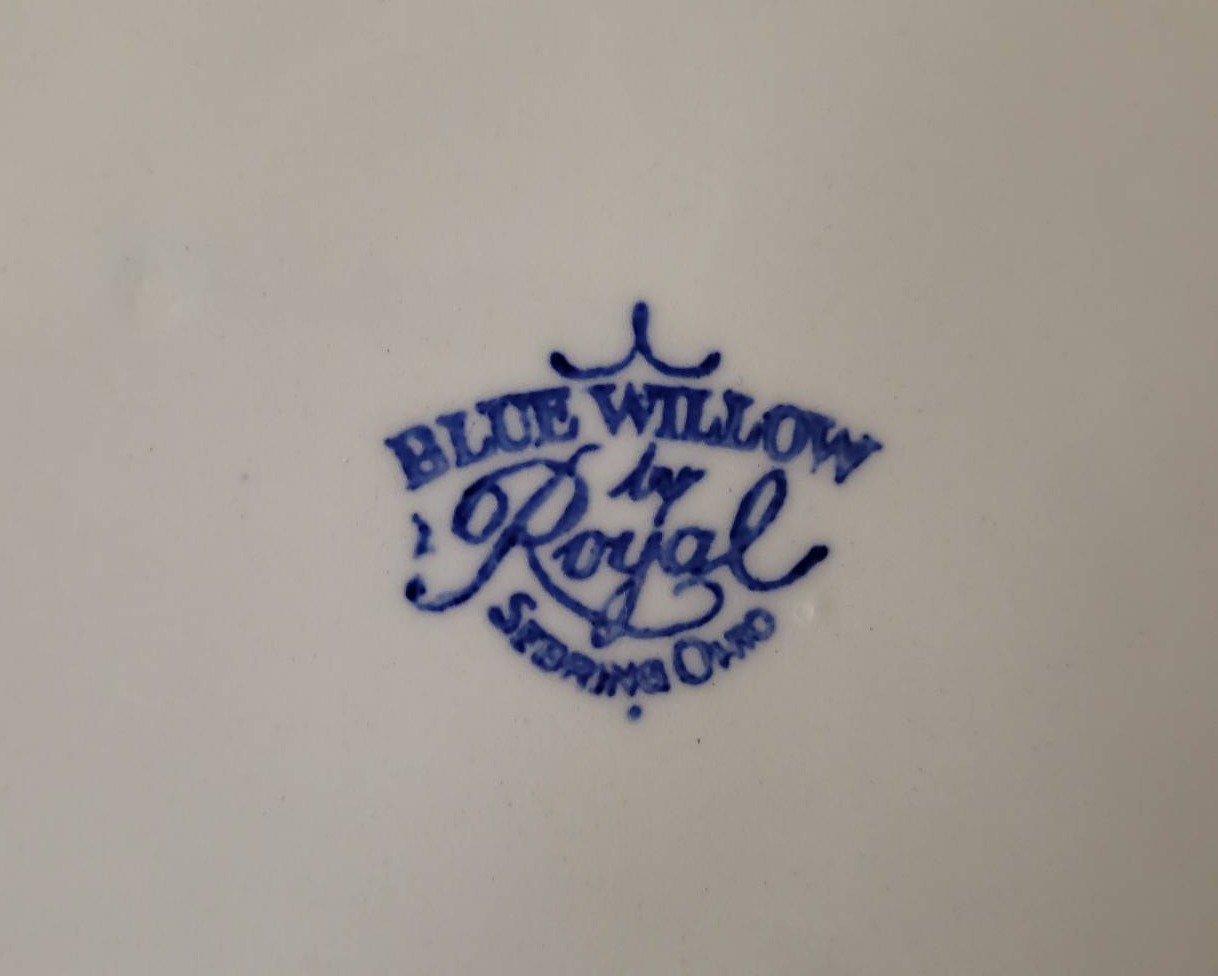 BLUE WILLOW
by
Royal
SEBRING OHIO